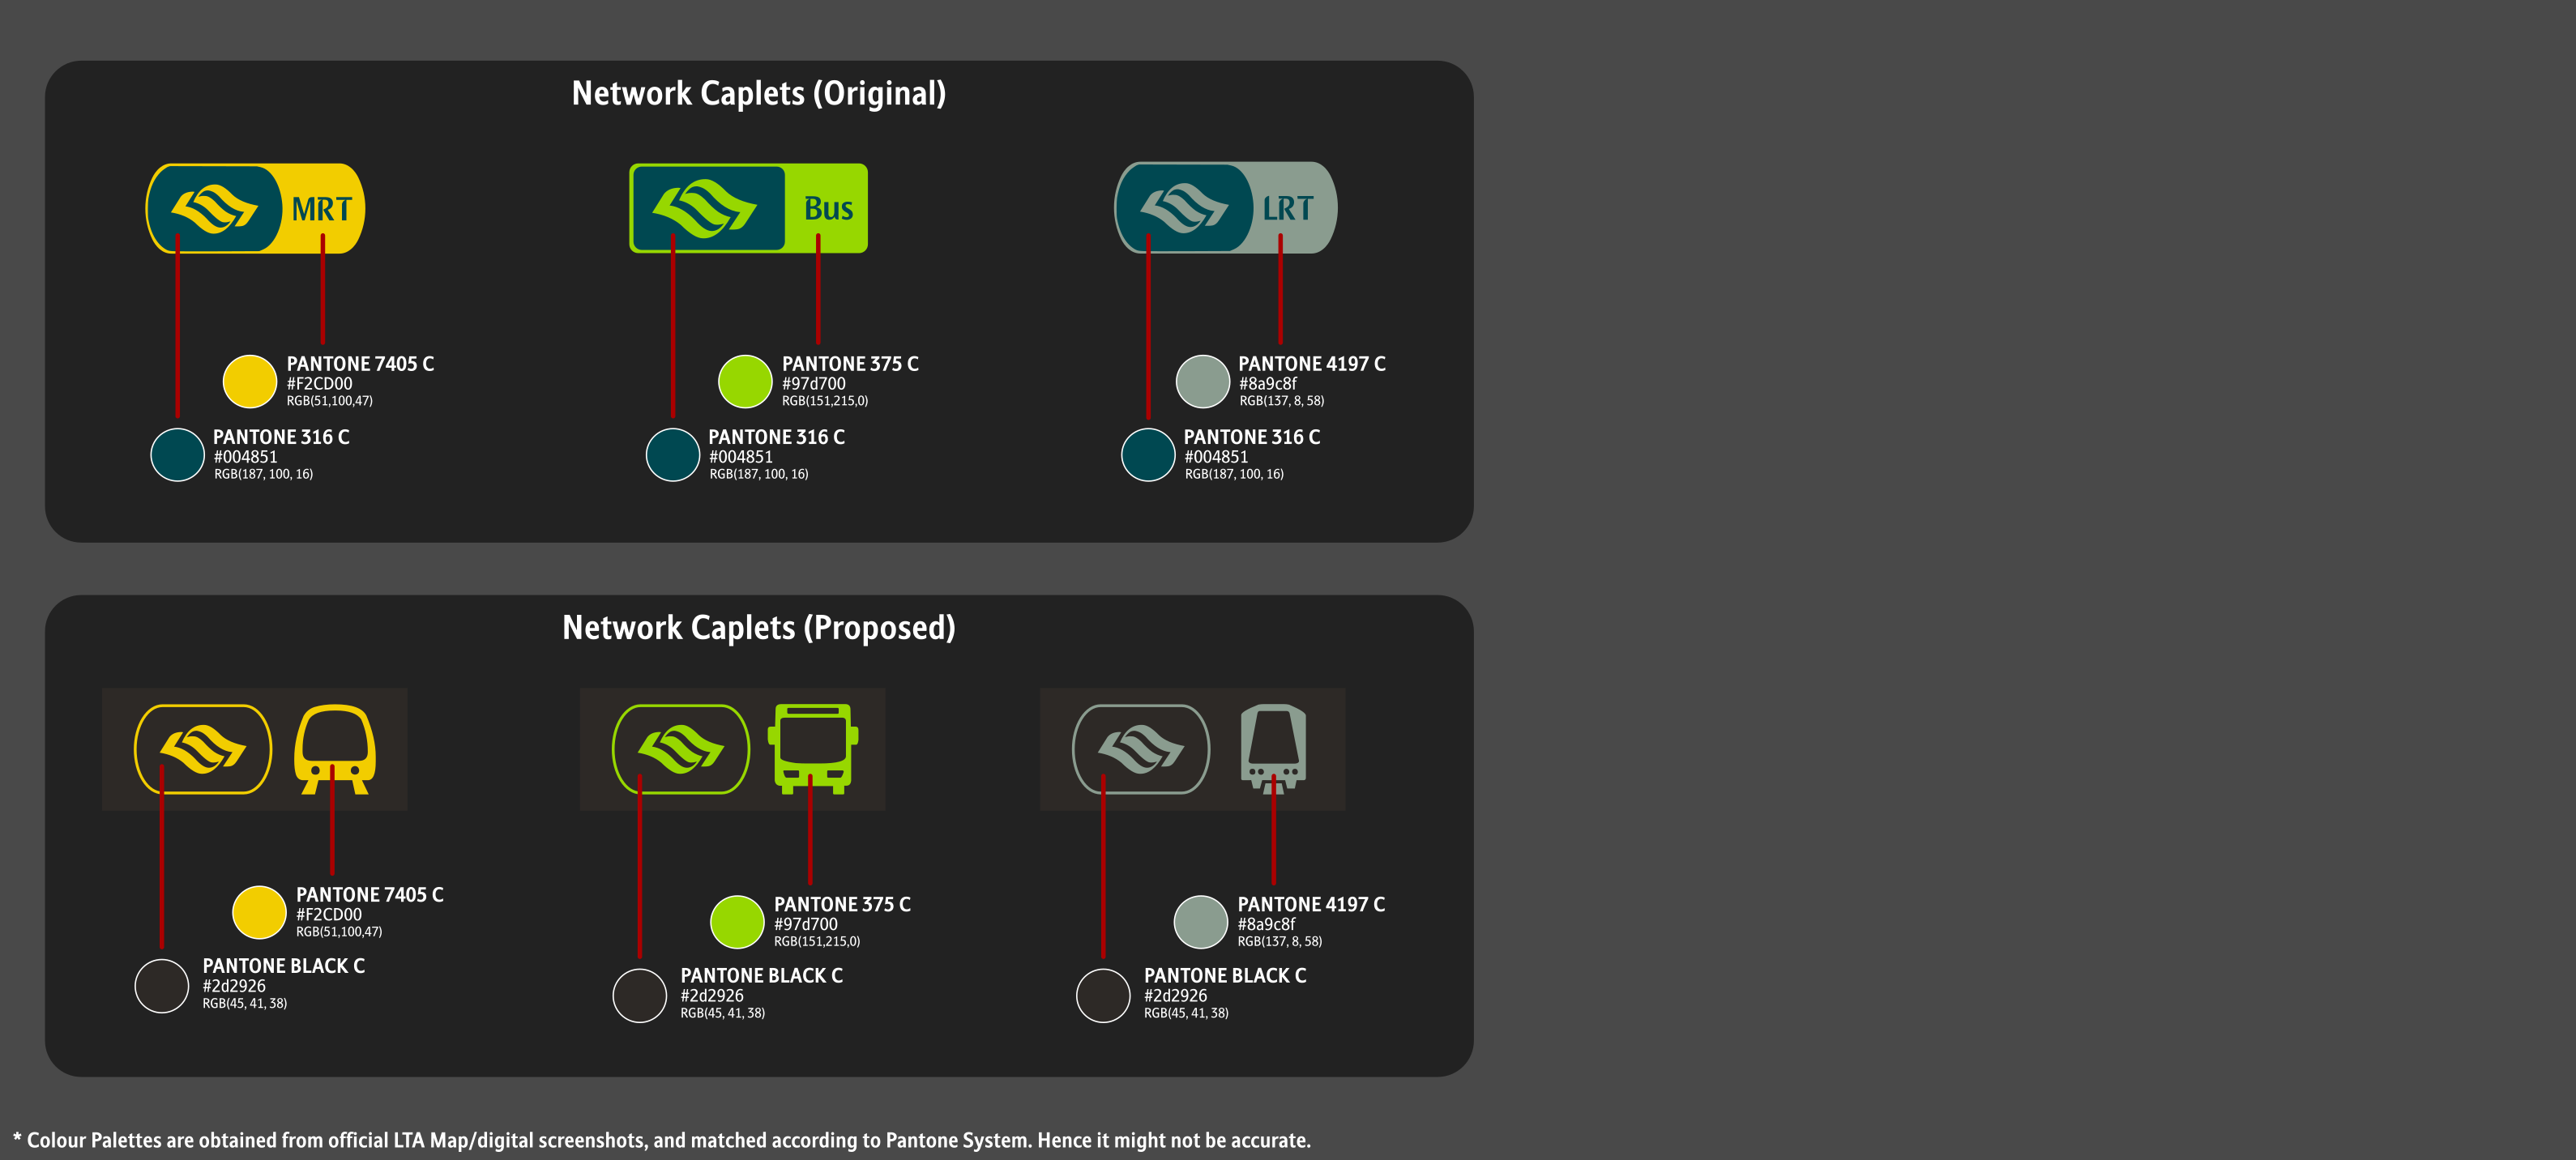 Network Caplets (Original)
MRT
Bus
LRT
PANTONE 7405 C
#F2CD00
RGB(51,100,47)
PANTONE 375 C
#97d700
RGB(151,215,0)
PANTONE 4197 C
#8a9c8f
RGB(137, 8, 58)
PANTONE 316 C
#004851
RGB(187, 100, 16)
PANTONE 316 C
#004851
RGB(187, 100, 16)
PANTONE 316 C
#004851
RGB(187, 100, 16)
Network Caplets (Proposed)
PANTONE 7405 C
#F2CD00
RGB(51,100,47)
PANTONE 375 C
#97d700
RGB(151,215,0)
PANTONE 4197 C
#8a9c8f
RGB(137, 8, 58)
PANTONE BLACK C
#2d2926
RGB(45, 41, 38)
PANTONE BLACK C
#2d2926
RGB(45, 41, 38)
PANTONE BLACK C
#2d2926
RGB(45, 41, 38)
* Colour Palettes are obtained from official LTA Map/digital screenshots, and matched according to Pantone System. Hence it might not be accurate.